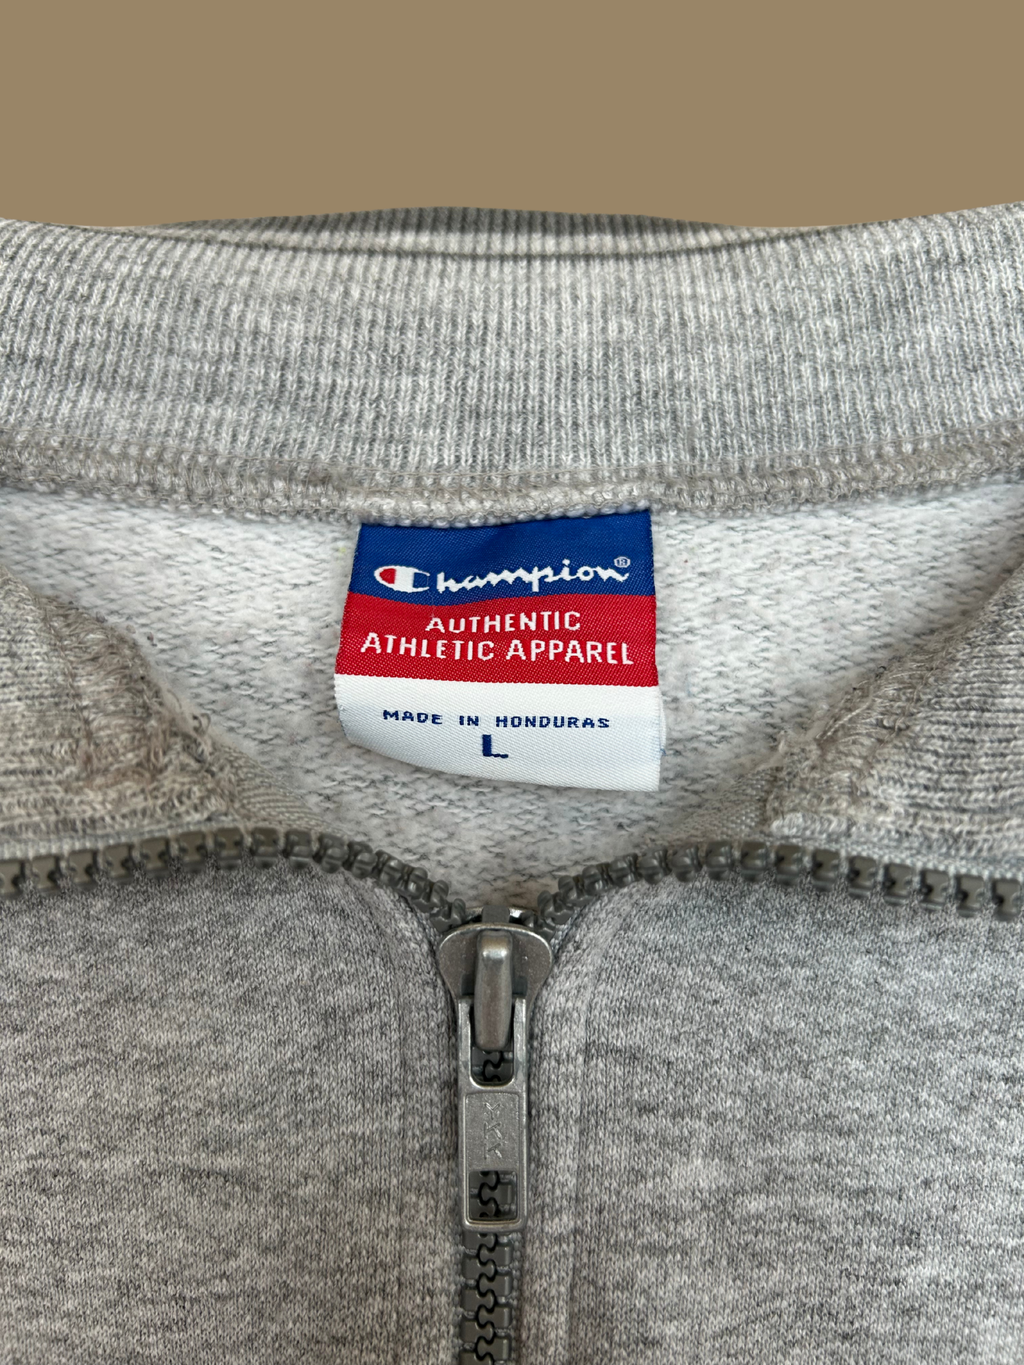 Champion®
AUTHENTIC
ATHLETIC APPAREL
MADE IN HONDURAS
L
YKK